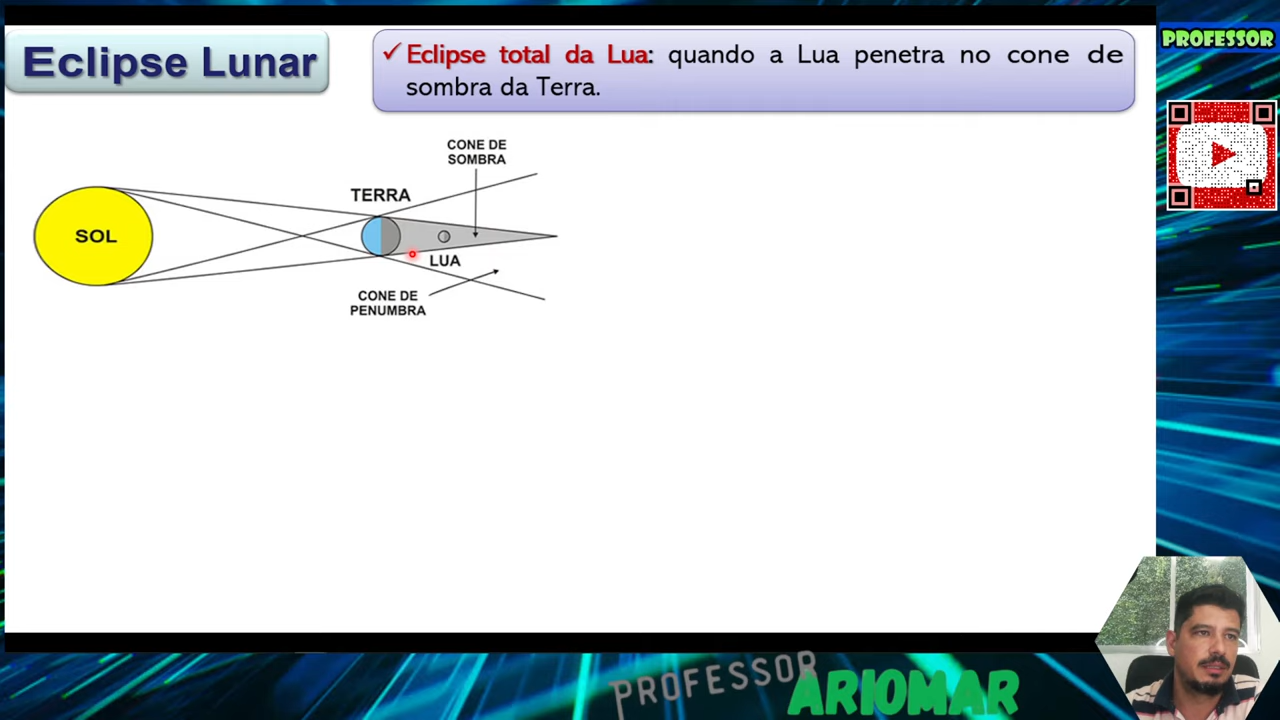 Eclipse Lunar
✓ Eclipse total da Lua: quando a Lua penetra no cone de
sombra da Terra.
PROFESSOR
CONE DE
SOMBRA
TERRA
SOL
LUA
CONE DE
PENUMBRA
PROFESSOR
ARIOMAR